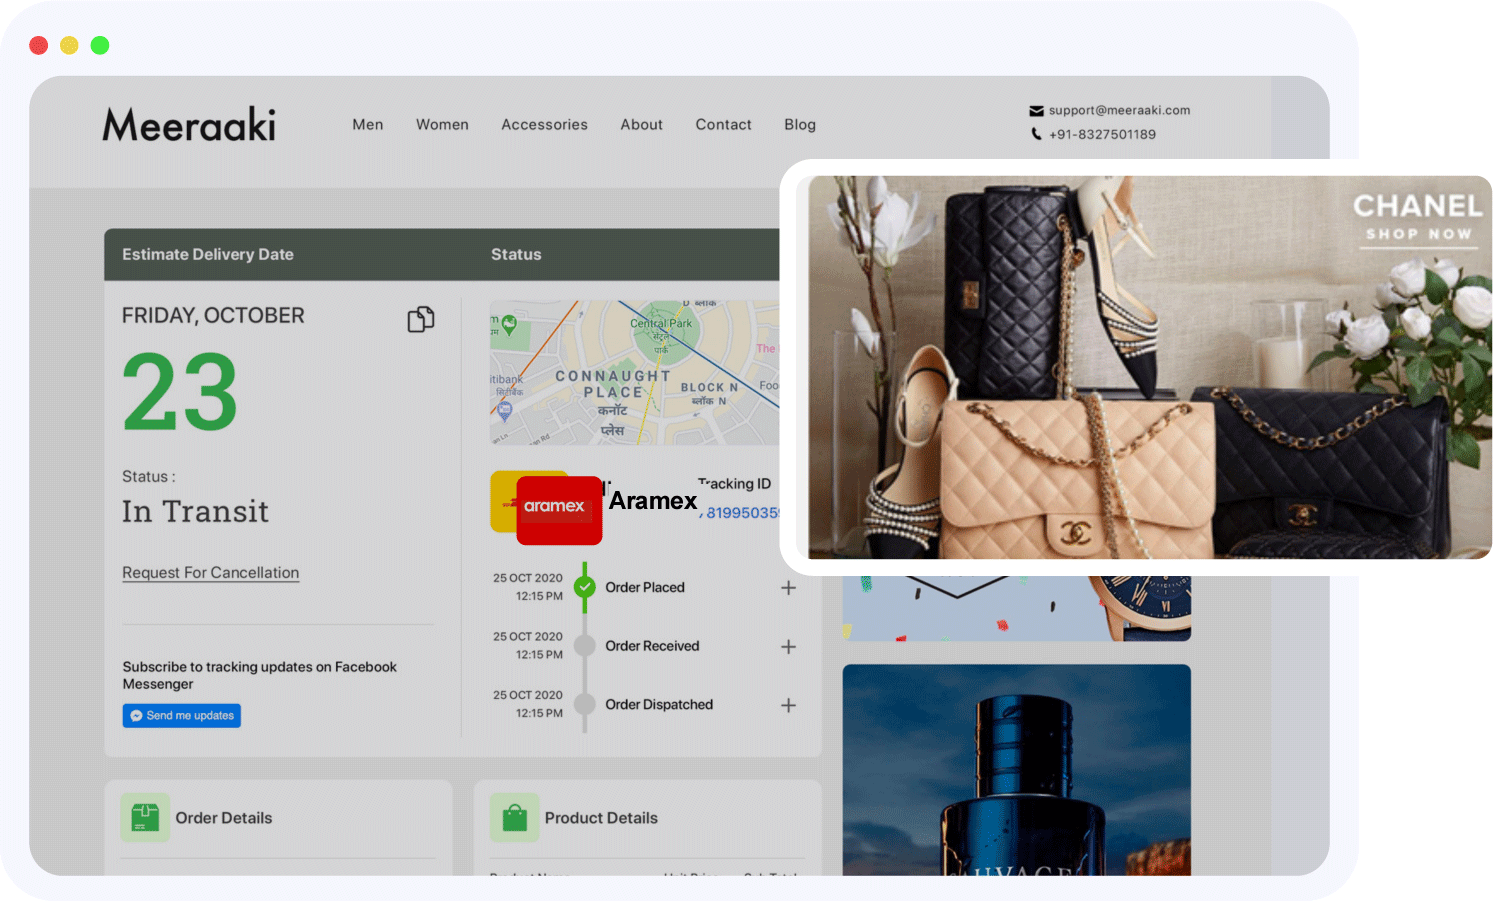 Meeraaki
Men
Women
Accessories
About
Contact
Blog
support@meeraaki.com
+91-8327501189
CHANEL
SHOP NOW
Estimate Delivery Date
Status
FRIDAY, OCTOBER
23
Status :
In Transit
Request For Cancellation
Subscribe to tracking updates on Facebook
Messenger
Send me updates
Central Park
सेंट्रल
पार्क
CONNAUGHT
PLACE
कनॉट
प्लेस
BLOCK N
ब्लॉक N
The
aramex
Aramex
Tracking ID
25 OCT 2020
12:15 PM
Order Placed
25 OCT 2020
12:15 PM
Order Received
25 OCT 2020
12:15 PM
Order Dispatched
Order Details
Product Details